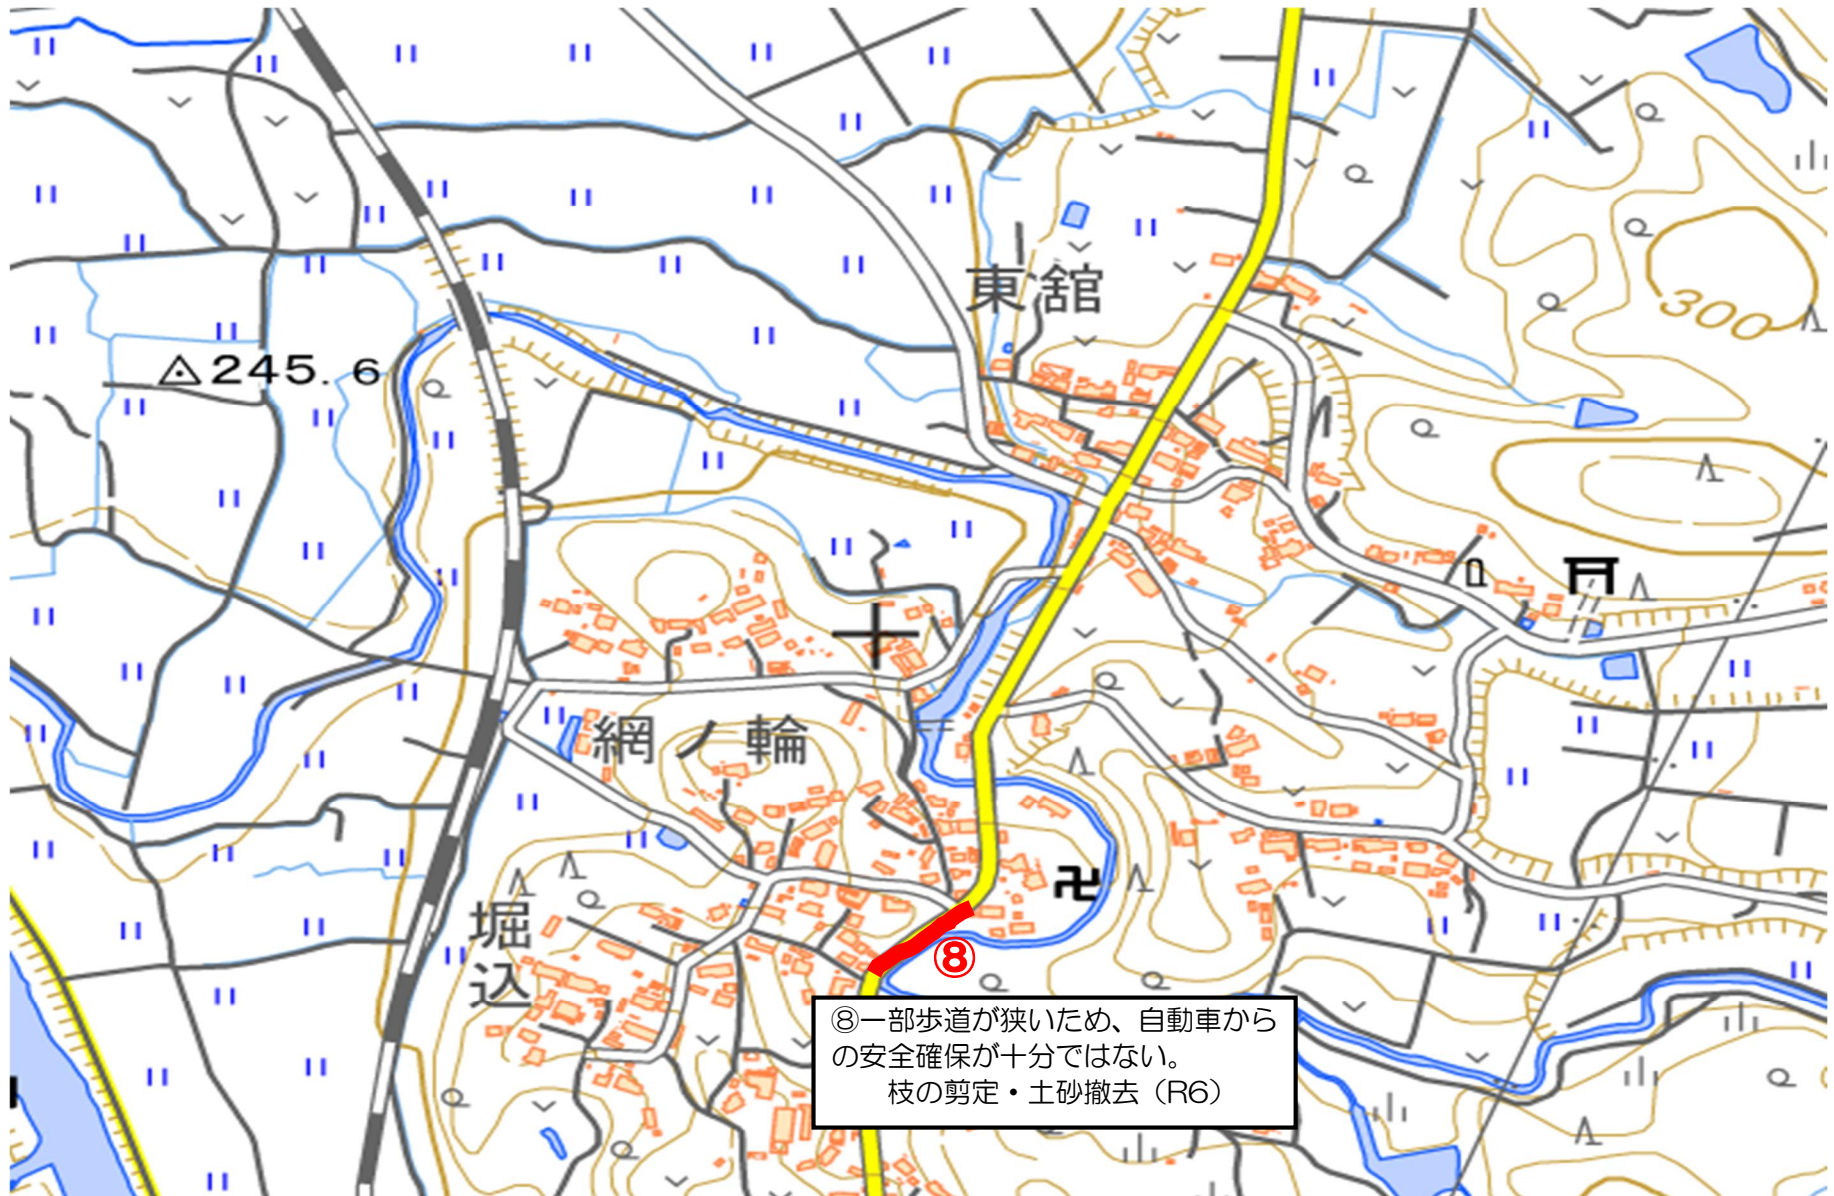 東舘
300
245.6
網ノ輪
堀込
⑧
⑧一部歩道が狭いため、自動車から
の安全確保が十分ではない。
枝の剪定・土砂撤去（R6）